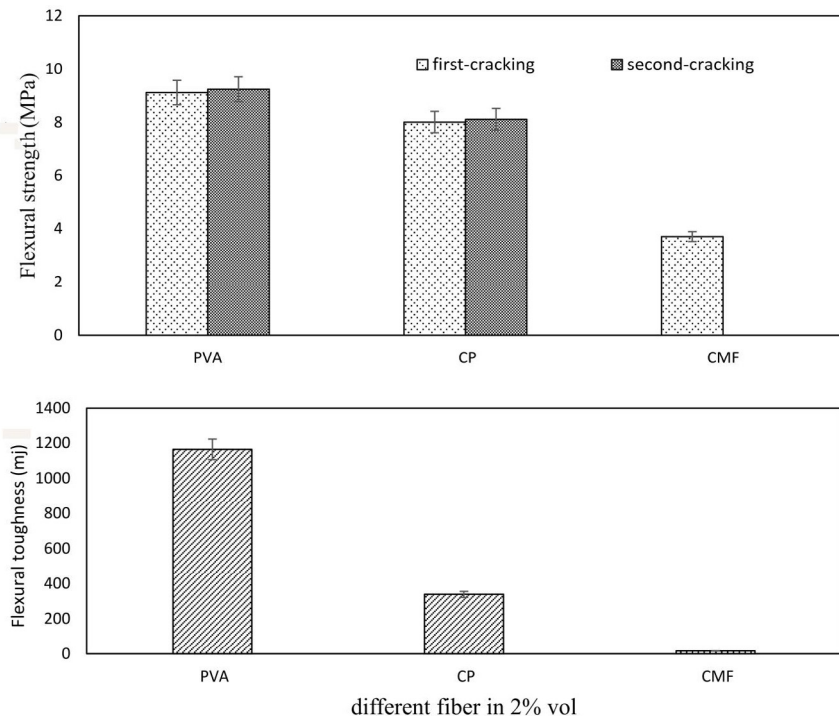 12
10
8
6
4
2
0
Flexural strength (MPa)
first-cracking second-cracking
PVA CP CMF
1400
1200
1000
800
600
400
200
0
Flexural toughness (mj)
PVA CP CMF
different fiber in 2% vol